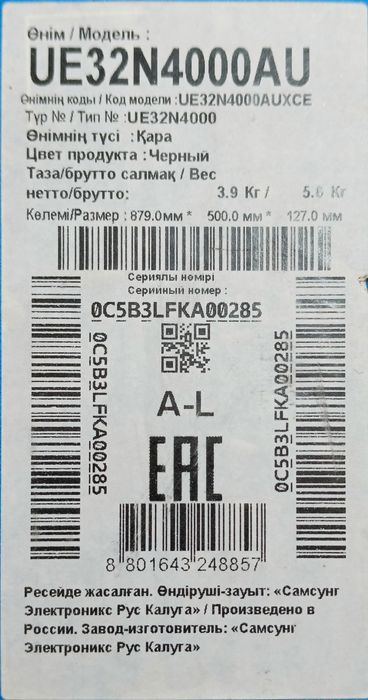 Өнім / Модель :
UE32N4000AU
Өнімнің коды / Код модели :UE32N4000AUXCE
Түр № / Тип № :UE32N4000
Өнімнің түсі :Қара
Цвет продукта :Черный
Таза/брутто салмақ / Вес
нетто/брутто: 3.9 Кг / 5.6 Кг
Көлемі/Размер : 879.0мм * 500.0 мм * 127.0 мм
Сериялы нөмірі
Серийный номер :
0C5B3LFKA00285
0C5B3LFKA00285
0C5B3LFKA00285
A-L
EAC
8 801643 248857
Ресейде жасалған. Өндіруші-зауыт: «Самсунг
Электроникс Рус Калуга» / Произведено в
России. Завод-изготовитель: «Самсунг
Электроникс Рус Калуга»